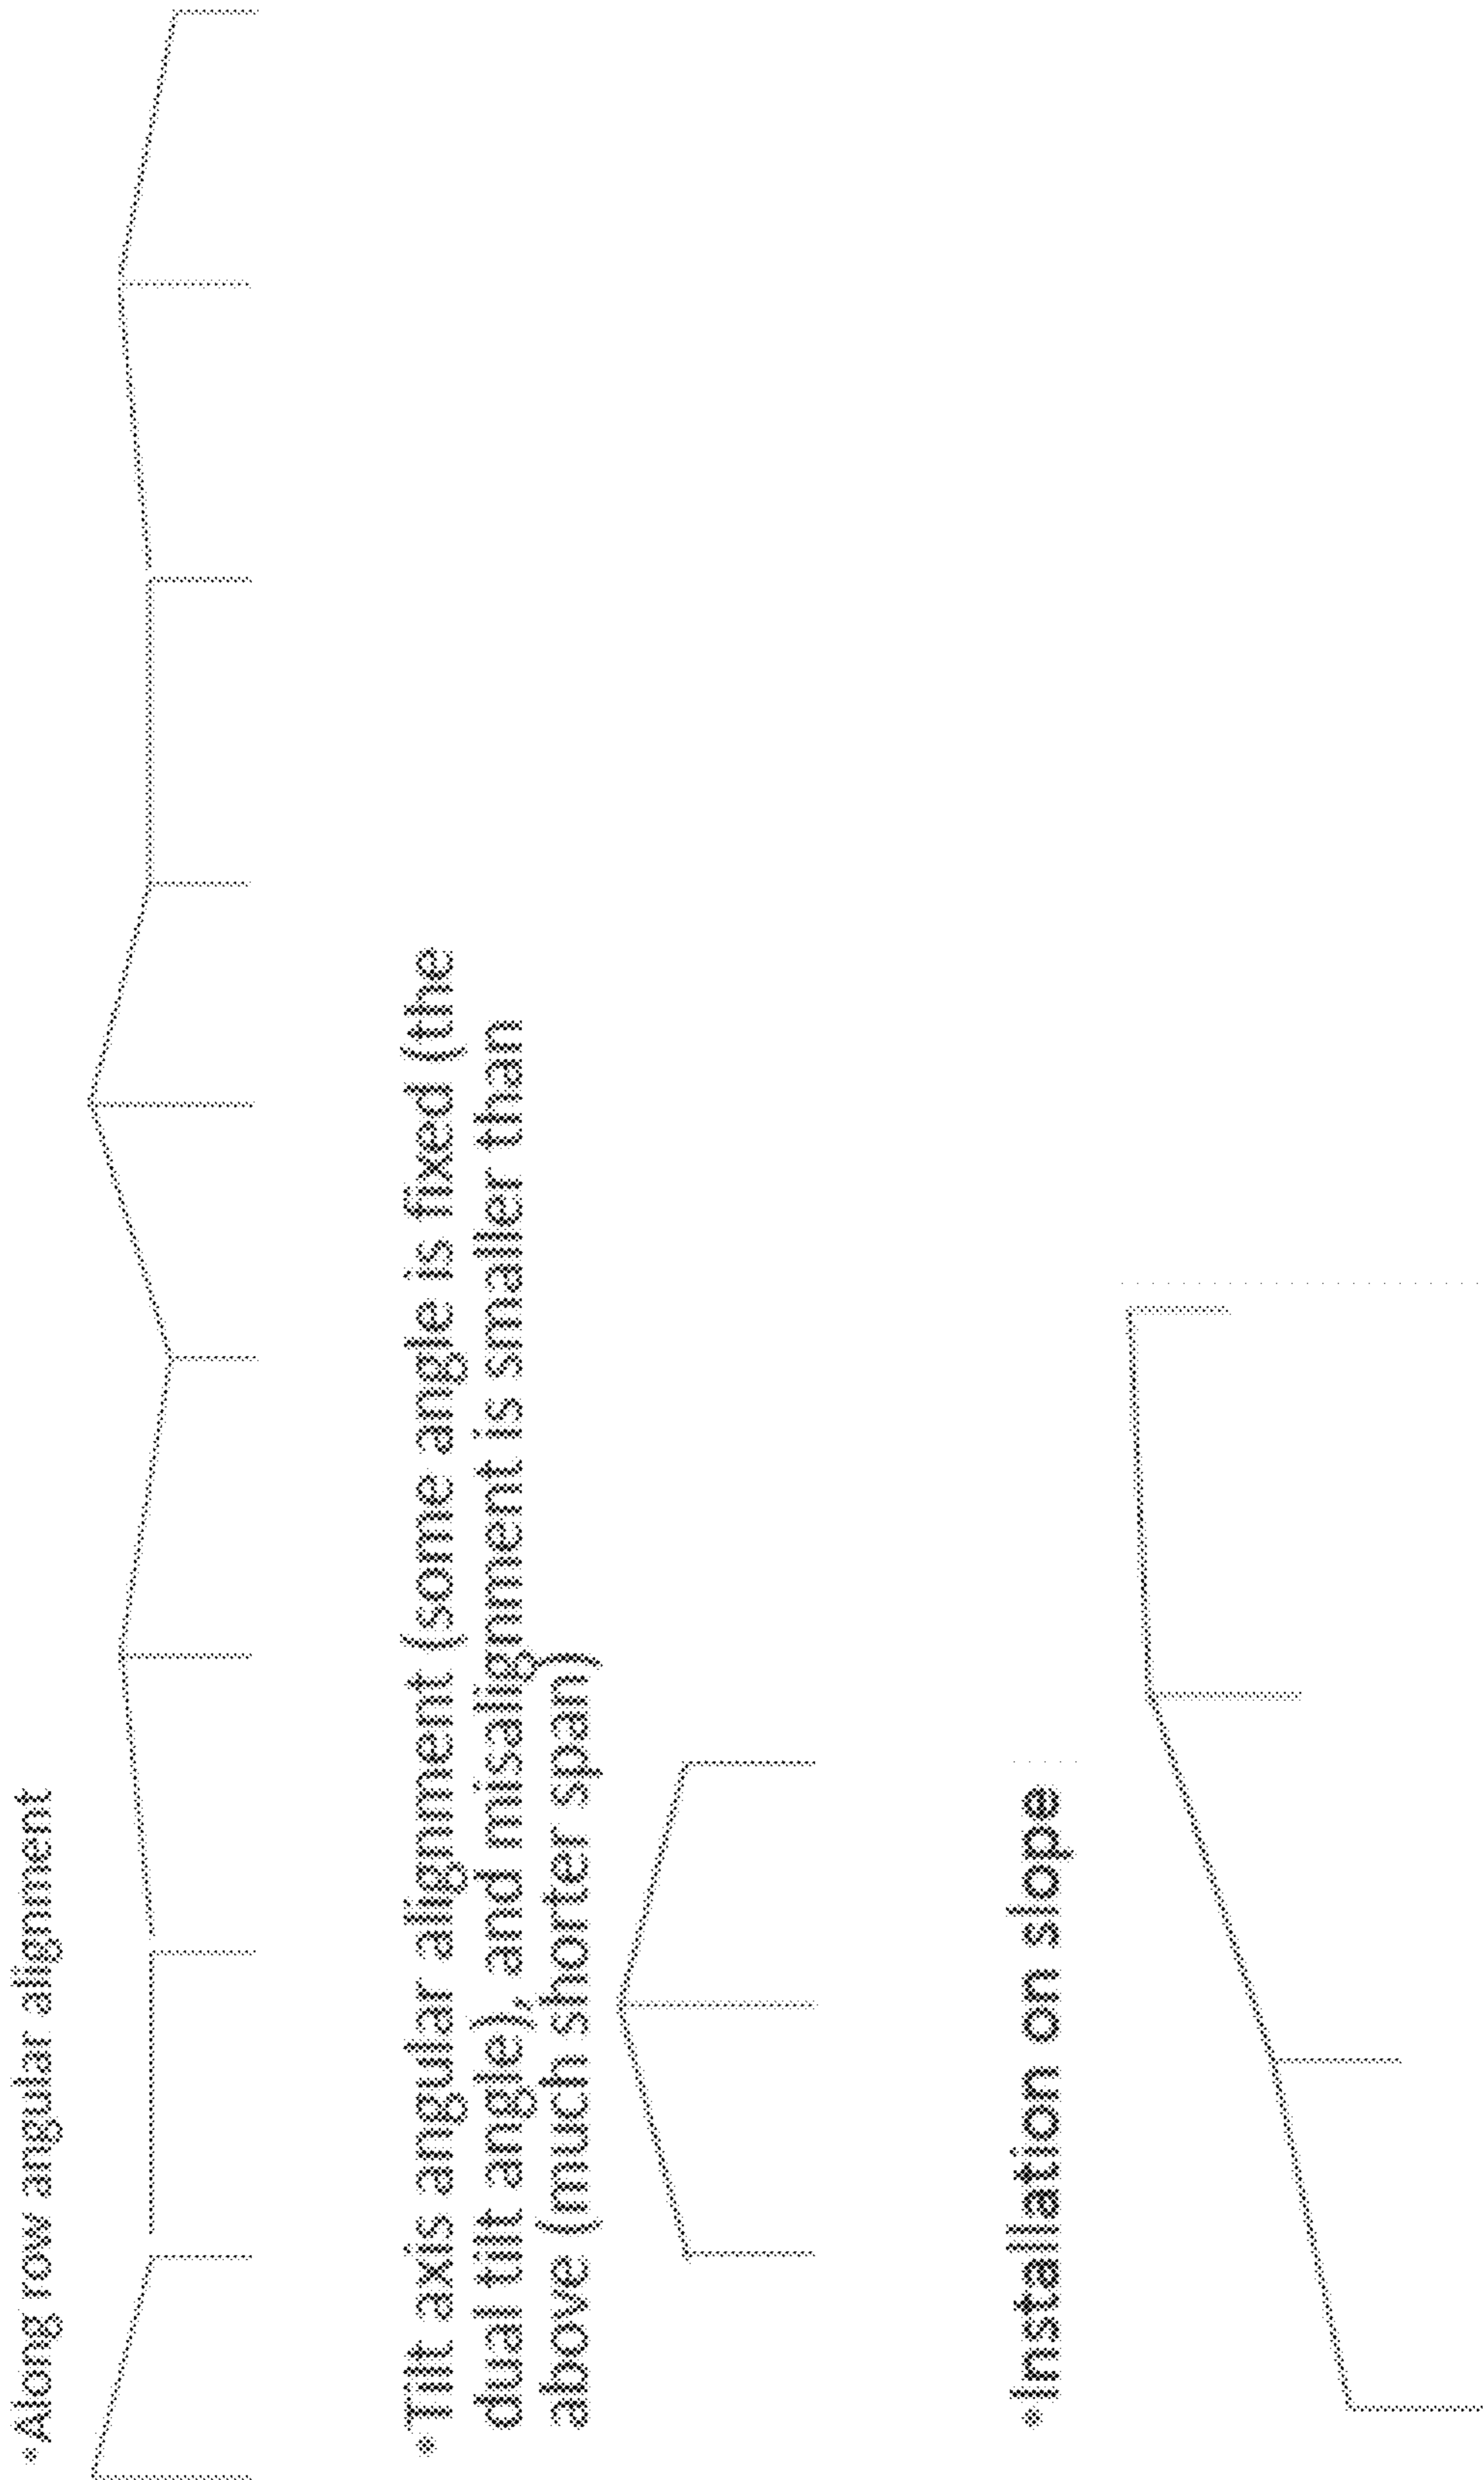 •Along row angular alignment
•Tilt axis angular alignment (some angle is fixed (the
dual tilt angle), and misalignment is smaller than
above (much shorter span)
•Installation on slope